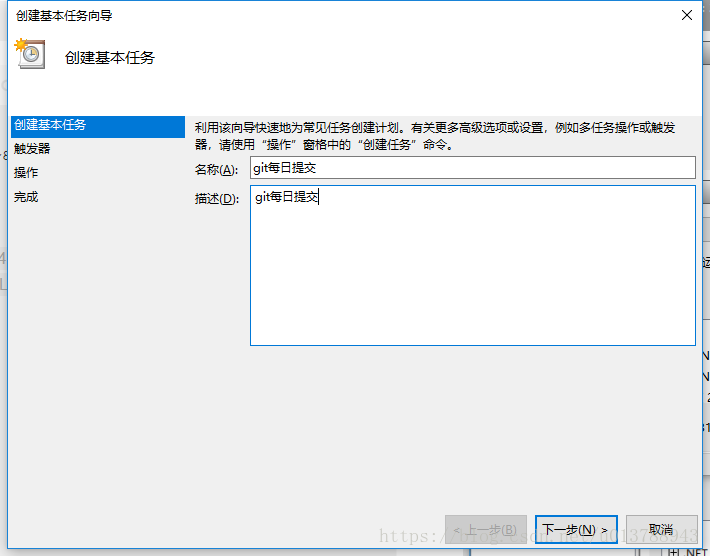 创建基本任务向导
创建基本任务
创建基本任务
触发器
操作
完成
利用该向导快速地为常见任务创建计划。有关更多高级选项或设置，例如多任务操作或触发
器，请使用“操作”窗格中的“创建任务”命令。
名称(A):
git每日提交
描述(D):
git每日提交
< 上一步(B)
下一步(N) >
取消